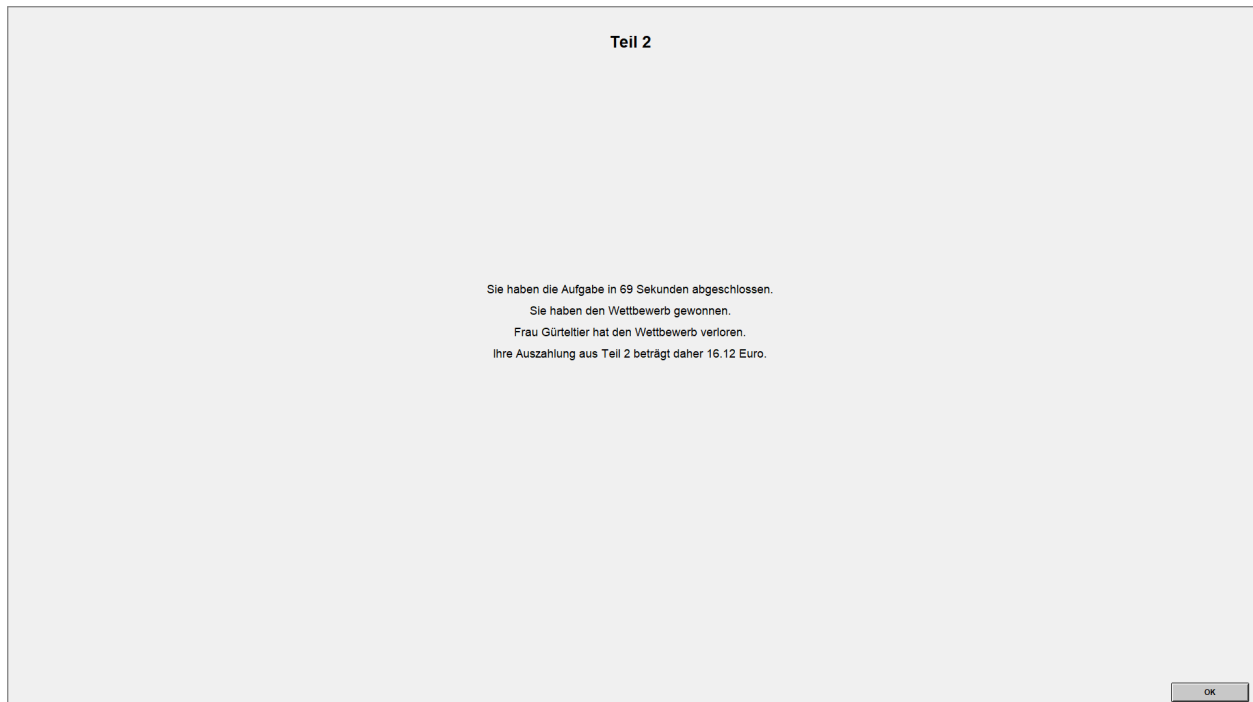 Teil 2
Sie haben die Aufgabe in 69 Sekunden abgeschlossen.
Sie haben den Wettbewerb gewonnen.
Frau Gürteltier hat den Wettbewerb verloren.
Ihre Auszahlung aus Teil 2 beträgt daher 16.12 Euro.
OK